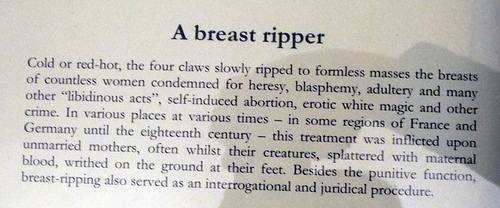 A breast ripper
Cold or red-hot, the four claws slowly ripped to formless masses the breasts
of countless women condemned for heresy, blasphemy, adultery and many
other “libidinous acts”, self-induced abortion, erotic white magic and other
crime. In various places at various times – in some regions of France and
Germany until the eighteenth century – this treatment was inflicted upon
unmarried mothers, often whilst their creatures, splattered with maternal
blood, writhed on the ground at their feet. Besides the punitive function,
breast-ripping also served as an interrogational and juridical procedure.